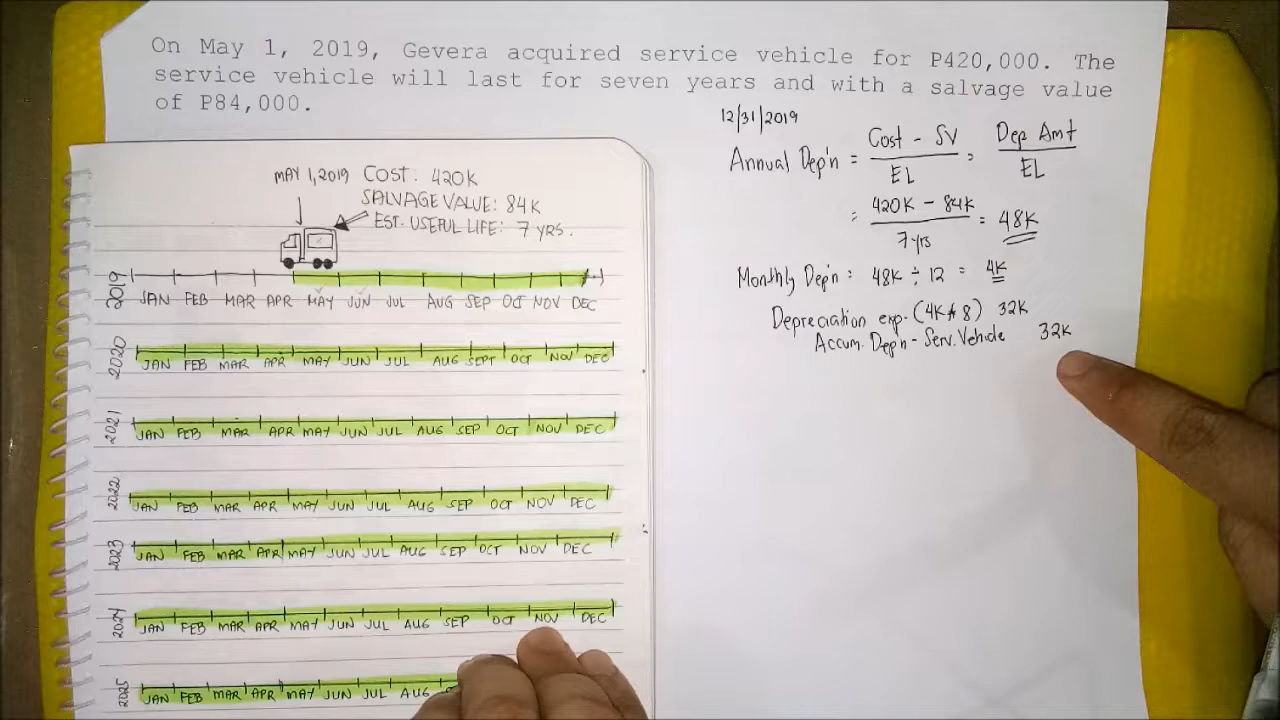 On May 1, 2019, Gevera acquired service vehicle for P420,000. The
service vehicle will last for seven years and with a salvage value
of P84,000.
MAY 1, 2019 COST: 420K
SALVAGE VALUE: 84K
EST. USEFUL LIFE: 7 YRS.
2019
JAN FEB MAR APR MAY JUN JUL AUG SEP OCT NOV DEC
2020
JAN FEB MAR APR MAY JUN JUL AUG SEPT OCT NOV DEC
2021
JAN FEB MAR APR MAY JUN JUL AUG SEP OCT NOV DEC
2022
JAN FEB MAR APR MAY JUN JUL AUG SEP OCT NOV DEC
2023
JAN FEB MAR APR MAY JUN JUL AUG SEP OCT NOV DEC
2024
JAN FEB MAR APR MAY JUN JUL AUG SEP OCT NOV DEC
2025
JAN FEB MAR APR MAY JUN JUL AUG
12/31/2019
Annual Dep'n = Cost - SV / EL = Dep Amt / EL
= 420K - 84K / 7 yrs = 48K
Monthly Dep'n = 48K ÷ 12 = 4K
Depreciation exp. (4K * 8) 32K
Accum. Dep'n - Serv. Vehicle 32K